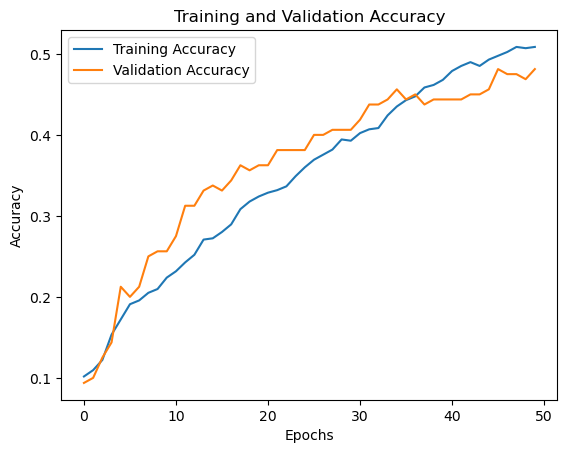 Training and Validation Accuracy
Training Accuracy
Validation Accuracy
Accuracy
0.5
0.4
0.3
0.2
0.1
0 10 20 30 40 50
Epochs